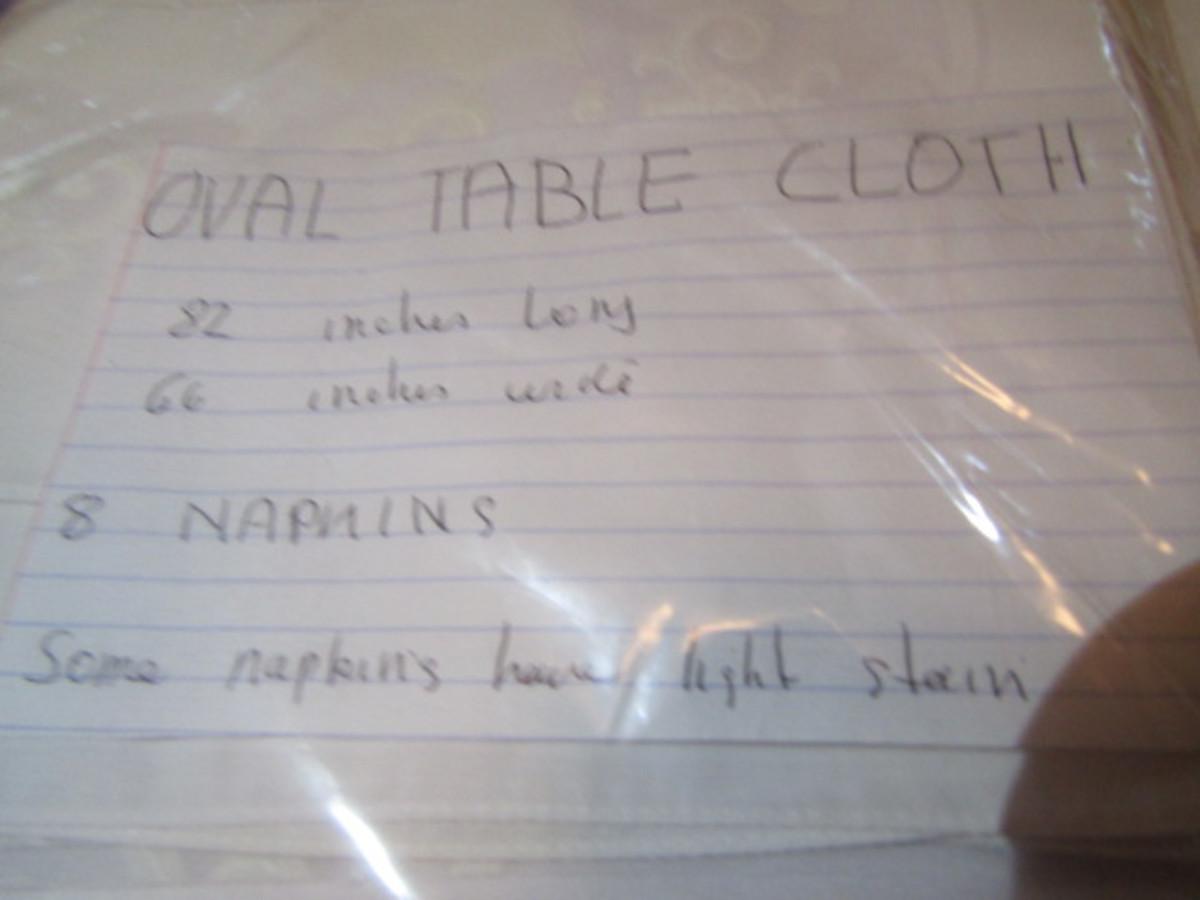 OVAL TABLE CLOTH
82 inches long
66 inches wide
8 NAPKINS
Some napkins have light stain